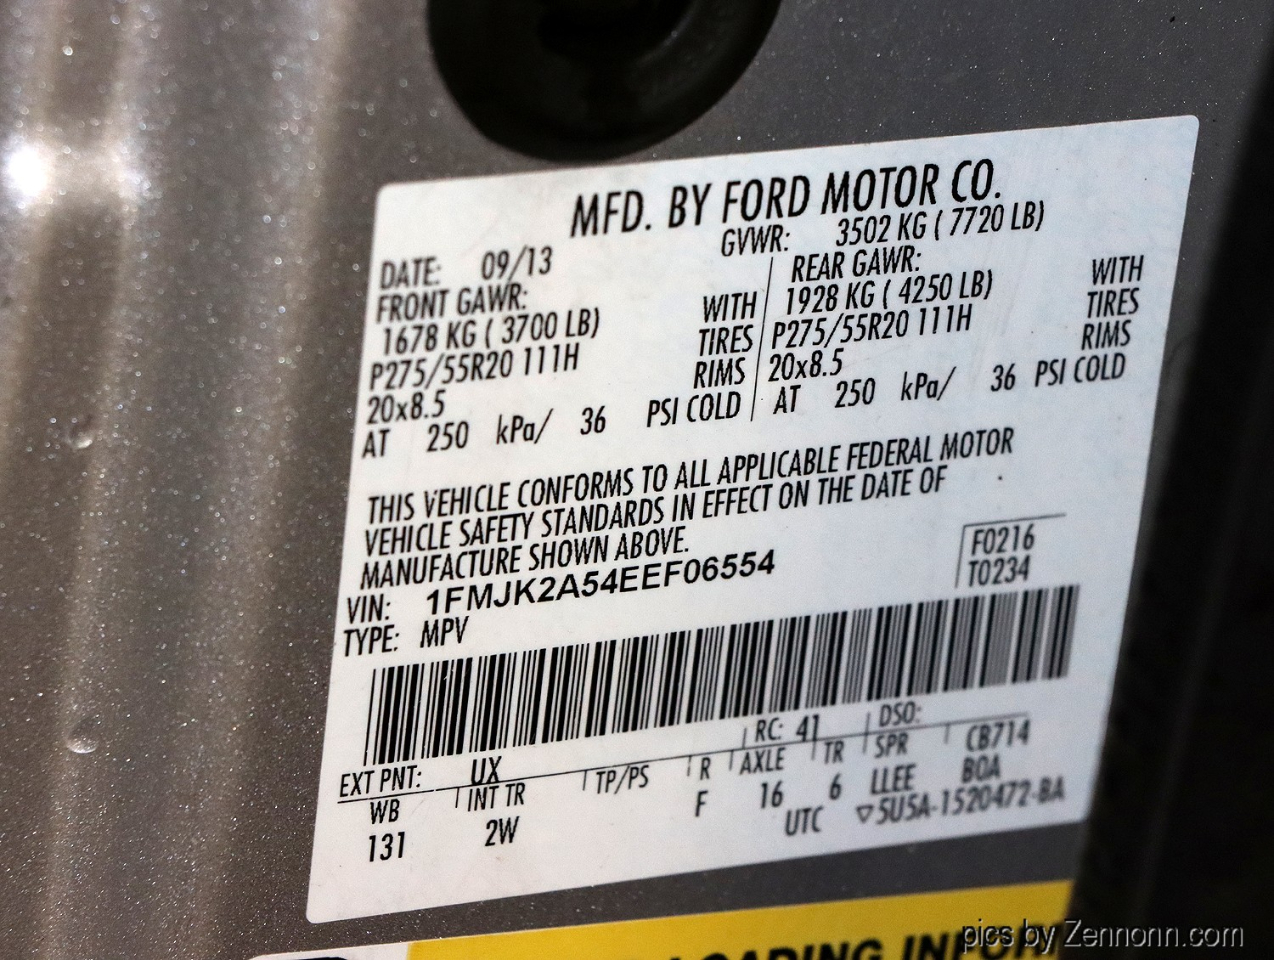 MFD. BY FORD MOTOR CO.
DATE: 09/13 GVWR: 3502 KG ( 7720 LB)
FRONT GAWR: REAR GAWR:
1678 KG ( 3700 LB) WITH 1928 KG ( 4250 LB) WITH
P275/55R20 111H TIRES P275/55R20 111H TIRES
20x8.5 RIMS 20x8.5 RIMS
AT 250 kPa/ 36 PSI COLD AT 250 kPa/ 36 PSI COLD
THIS VEHICLE CONFORMS TO ALL APPLICABLE FEDERAL MOTOR
VEHICLE SAFETY STANDARDS IN EFFECT ON THE DATE OF
MANUFACTURE SHOWN ABOVE.
VIN: 1FMJK2A54EEF06554 F0216
TYPE: MPV T0234
EXT PNT: UX RC: 41 DSO:
WB INT TR TP/PS R AXLE TR SPR CB714
131 2W F 16 6 LLEE BOA
UTC ▽5U5A-1520472-BA
LOADING
pics by Zennonn.com